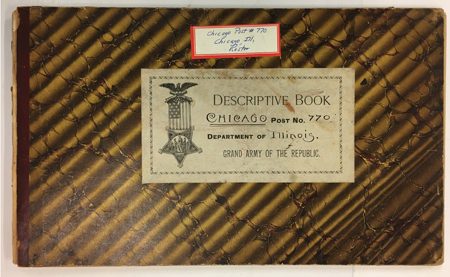 Chicago Post # 770
Chicago, Ill,
Roster
DESCRIPTIVE BOOK
CHICAGO POST NO. 770
DEPARTMENT OF Illinois.
GRAND ARMY OF THE REPUBLIC.